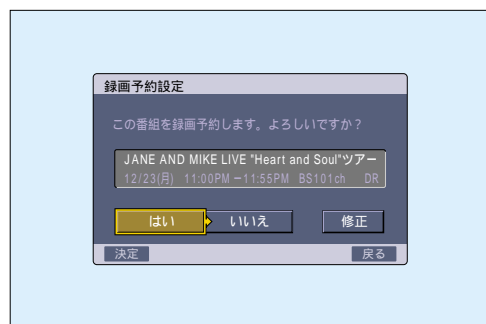 録画予約設定
この番組を録画予約します。よろしいですか？
JANE AND MIKE LIVE "Heart and Soul"ツアー
12/23(月) 11:00PM－11:55PM BS101ch DR
はい いいえ 修正
決定 戻る